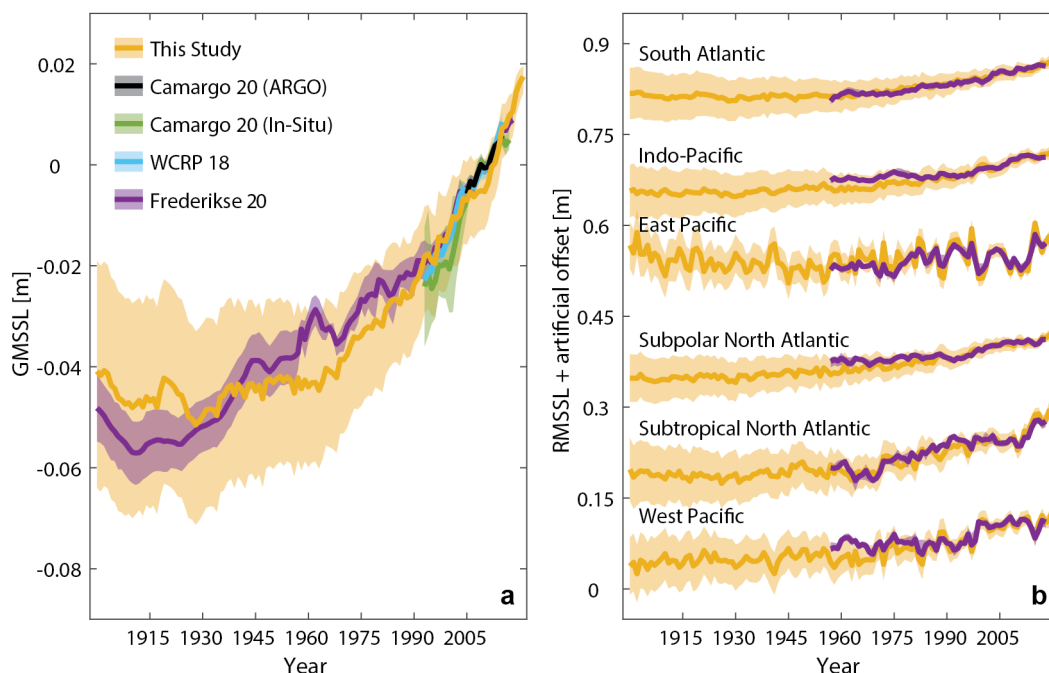 GMSSL [m]
0.02
0
-0.02
-0.04
-0.06
-0.08
This Study
Camargo 20 (ARGO)
Camargo 20 (In-Situ)
WCRP 18
Frederikse 20
a
1915 1930 1945 1960 1975 1990 2005
Year
RMSSL + artificial offset [m]
0.9
0.75
0.6
0.45
0.3
0.15
0
South Atlantic
Indo-Pacific
East Pacific
Subpolar North Atlantic
Subtropical North Atlantic
West Pacific
b
1915 1930 1945 1960 1975 1990 2005
Year